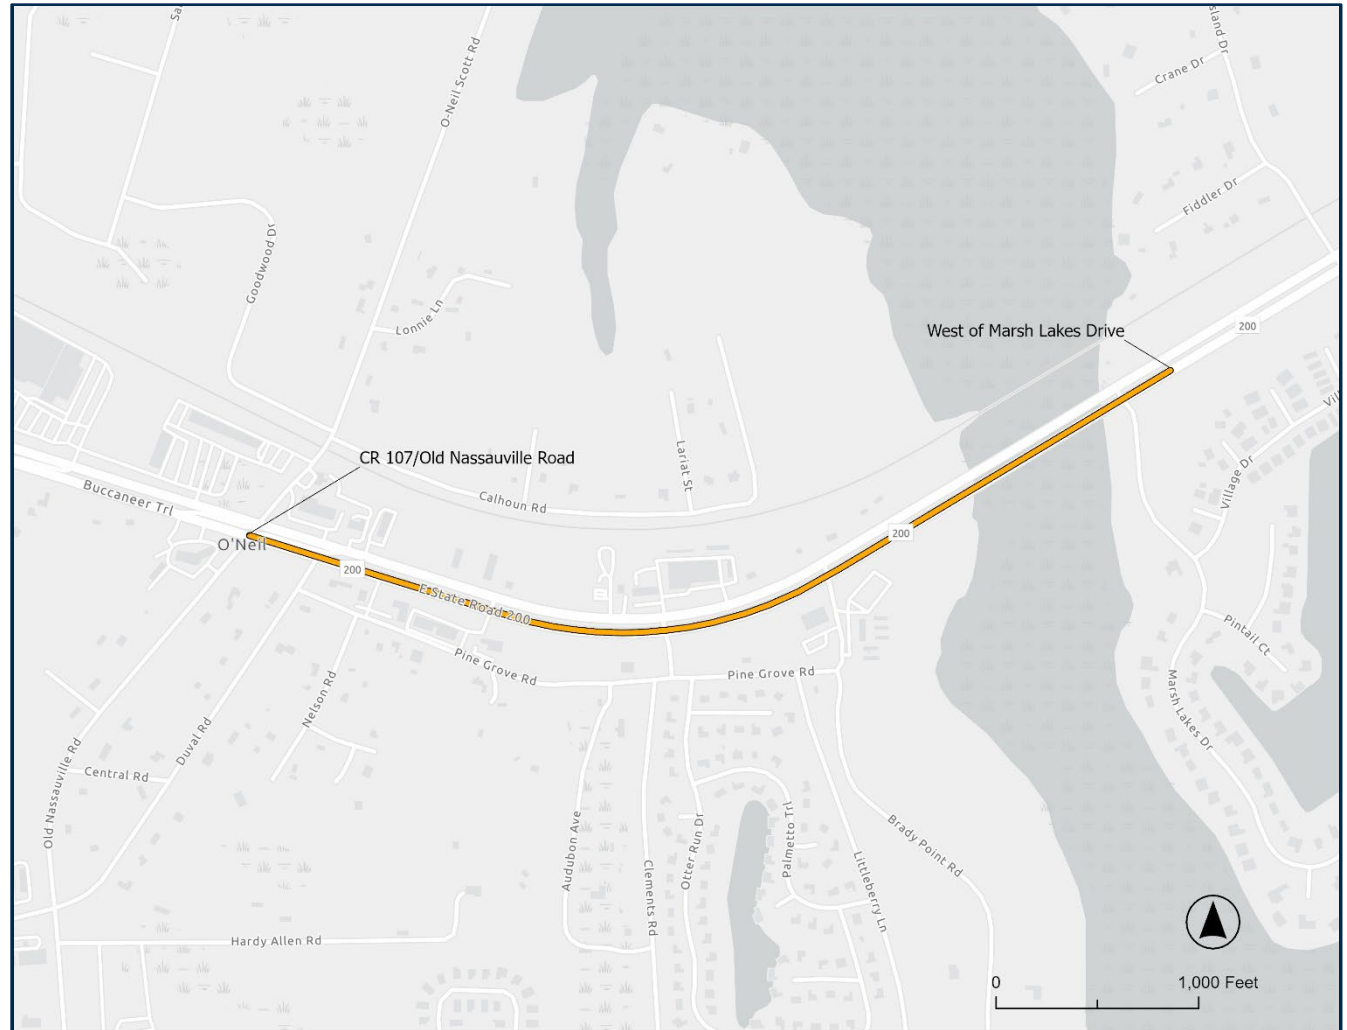 Sa
O-Neil Scott Rd
sland Dr
Crane Dr
Fiddler Dr
Goodwood Dr
Lonnie Ln
West of Marsh Lakes Drive
200
Vil
Lariat St
CR 107/Old Nassauville Road
Calhoun Rd
Buccaneer Trl
Village Dr
O'Neil
200
200
E State Road 200
Pintail Ct
Pine Grove Rd
Pine Grove Rd
Nelson Rd
Marsh Lakes Dr
Duval Rd
Central Rd
Old Nassauville Rd
Audubon Ave
Clements Rd
Otter Run Dr
Palmetto Trl
Littleberry Ln
Brady Point Rd
Hardy Allen Rd
0
1,000 Feet